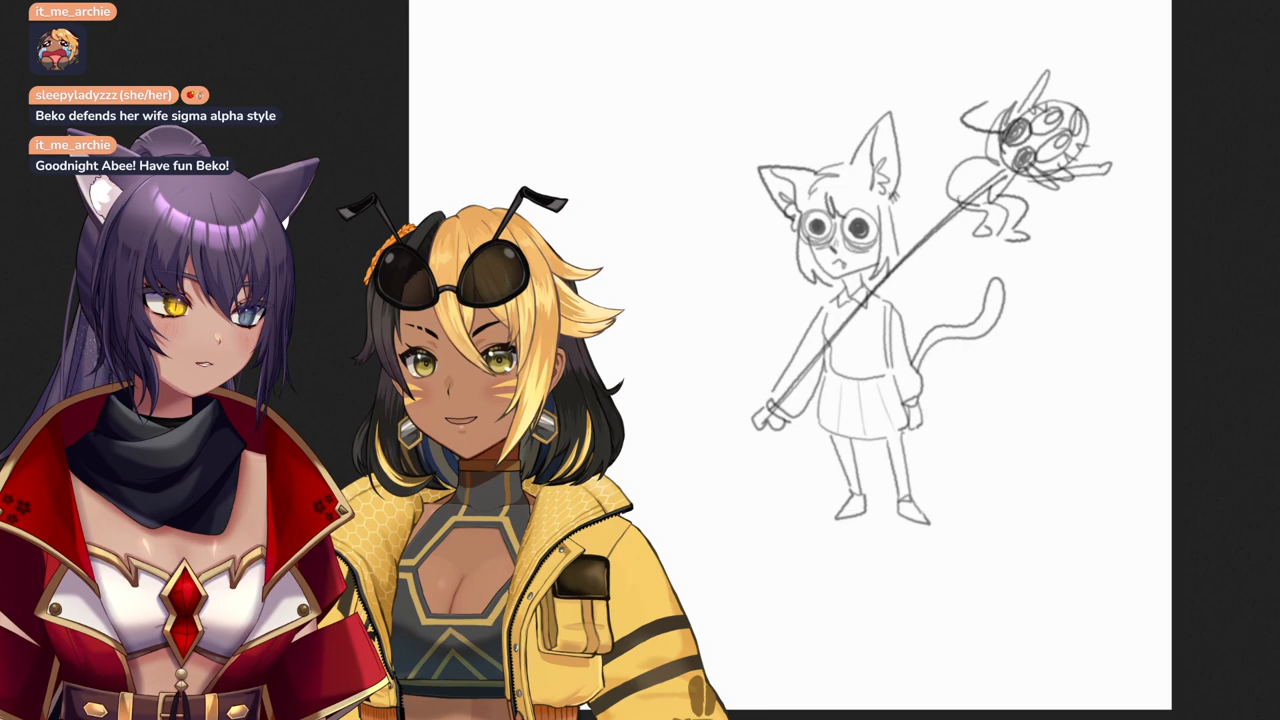 it_me_archie
sleepyladyzzz(she/her)
Beko defends her wife sigma alpha style
it_me_archie
Goodnight Abee! Have fun Beko!